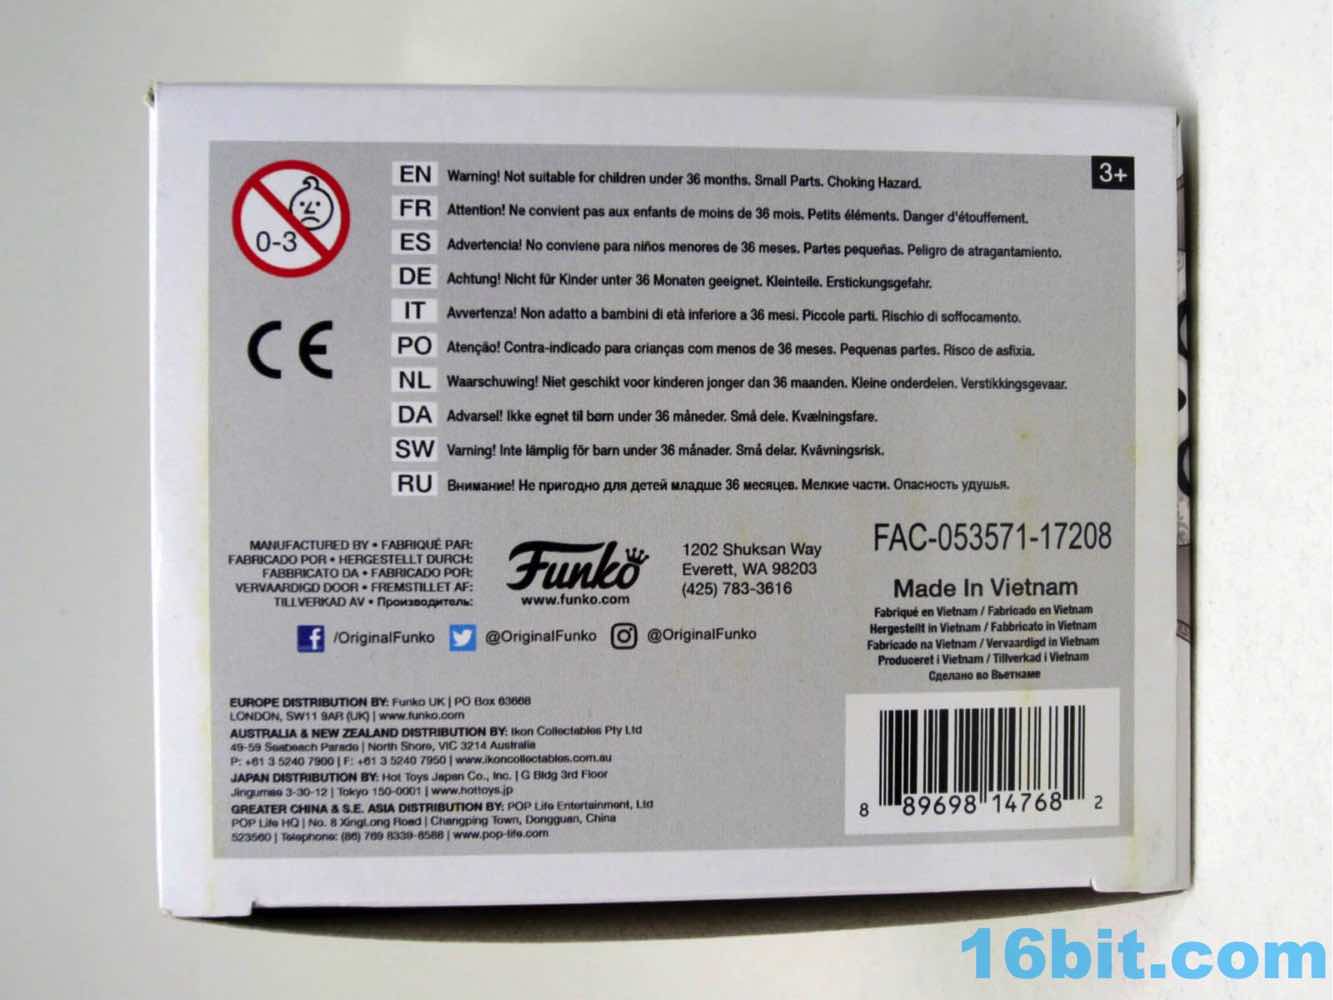 3+
0-3
CE
EN Warning! Not suitable for children under 36 months. Small Parts. Choking Hazard.
FR Attention! Ne convient pas aux enfants de moins de 36 mois. Petits éléments. Danger d'étouffement.
ES Advertencia! No conviene para niños menores de 36 meses. Partes pequeñas. Peligro de atragantamiento.
DE Achtung! Nicht für Kinder unter 36 Monaten geeignet. Kleinteile. Erstickungsgefahr.
IT Avvertenza! Non adatto a bambini di età inferiore a 36 mesi. Piccole parti. Rischio di soffocamento.
PO Atenção! Contra-indicado para crianças com menos de 36 meses. Pequenas partes. Risco de asfixia.
NL Waarschuwing! Niet geschikt voor kinderen jonger dan 36 maanden. Kleine onderdelen. Verstikkingsgevaar.
DA Advarsel! Ikke egnet til børn under 36 måneder. Små dele. Kvælningsfare.
SW Varning! Inte lämplig för barn under 36 månader. Små delar. Kvävningsrisk.
RU Внимание! Не пригодно для детей младше 36 месяцев. Мелкие части. Опасность удушья.
MANUFACTURED BY • FABRIQUÉ PAR:
FABRICADO POR • HERGESTELLT DURCH:
FABBRICATO DA • FABRICADO POR:
VERVAARDIGD DOOR • FREMSTILLET AF:
TILLVERKAD AV • Производитель:
Funko
www.funko.com
1202 Shuksan Way
Everett, WA 98203
(425) 783-3616
/OriginalFunko @OriginalFunko @OriginalFunko
FAC-053571-17208
Made In Vietnam
Fabriqué en Vietnam / Fabricado en Vietnam
Hergestellt in Vietnam / Fabbricato in Vietnam
Fabricado na Vietnam / Vervaardigd in Vietnam
Produceret i Vietnam / Tillverkad i Vietnam
Сделано во Вьетнаме
EUROPE DISTRIBUTION BY: Funko UK | PO Box 63668
LONDON, SW11 9AR (UK) | www.funko.com
AUSTRALIA & NEW ZEALAND DISTRIBUTION BY: Ikon Collectables Pty Ltd
49-59 Seabeach Parade | North Shore, VIC 3214 Australia
P: +61 3 5240 7900 | F: +61 3 5240 7950 | www.ikoncollectables.com.au
JAPAN DISTRIBUTION BY: Hot Toys Japan Co., Inc. | G Bldg 3rd Floor
Jingumae 3-30-12 | Tokyo 150-0001 | www.hottoys.jp
GREATER CHINA & S.E. ASIA DISTRIBUTION BY: POP Life Entertainment, Ltd
POP Life HQ | No. 8 XingLong Road | Changping Town, Dongguan, China
523560 | Telephone: (86) 769 8339-8588 | www.pop-life.com
8 89698 14768 2
16bit.com